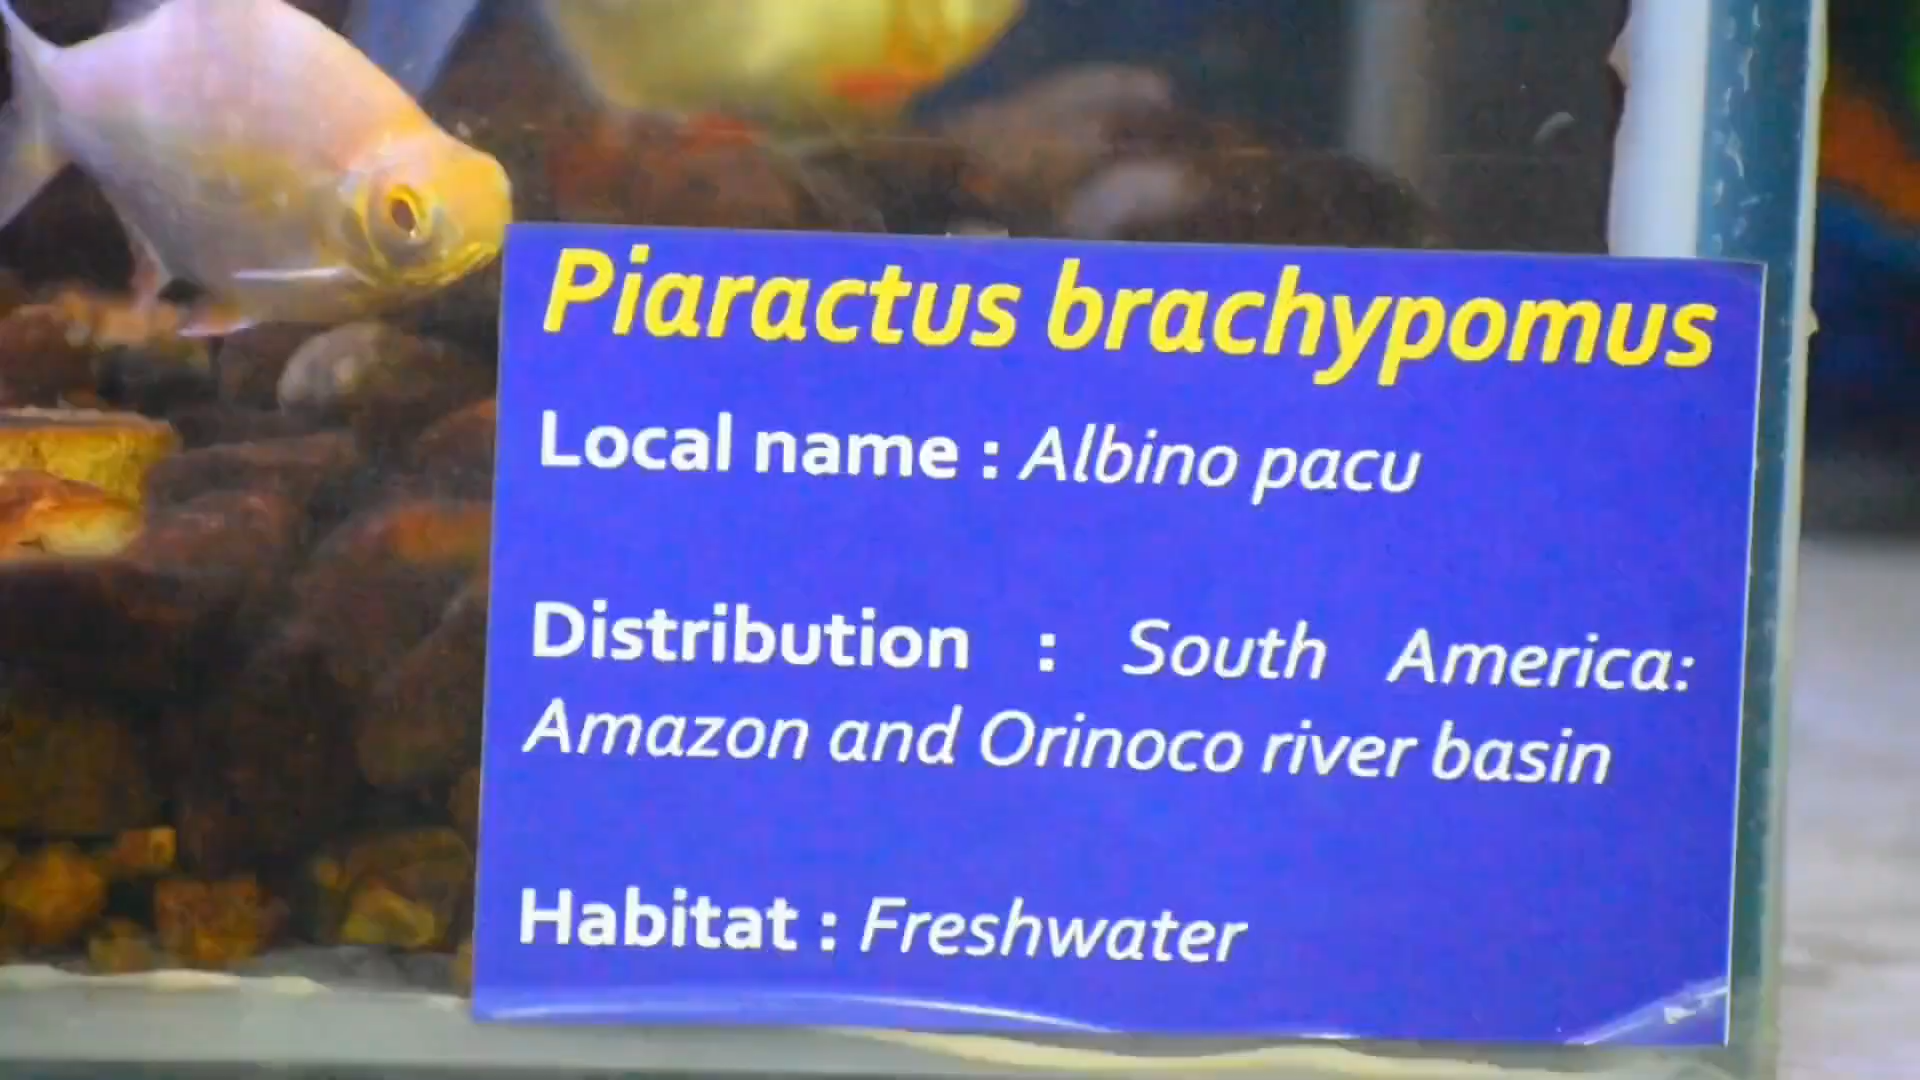 Piaractus brachypomus
Local name : Albino pacu
Distribution : South America:
Amazon and Orinoco river basin
Habitat : Freshwater